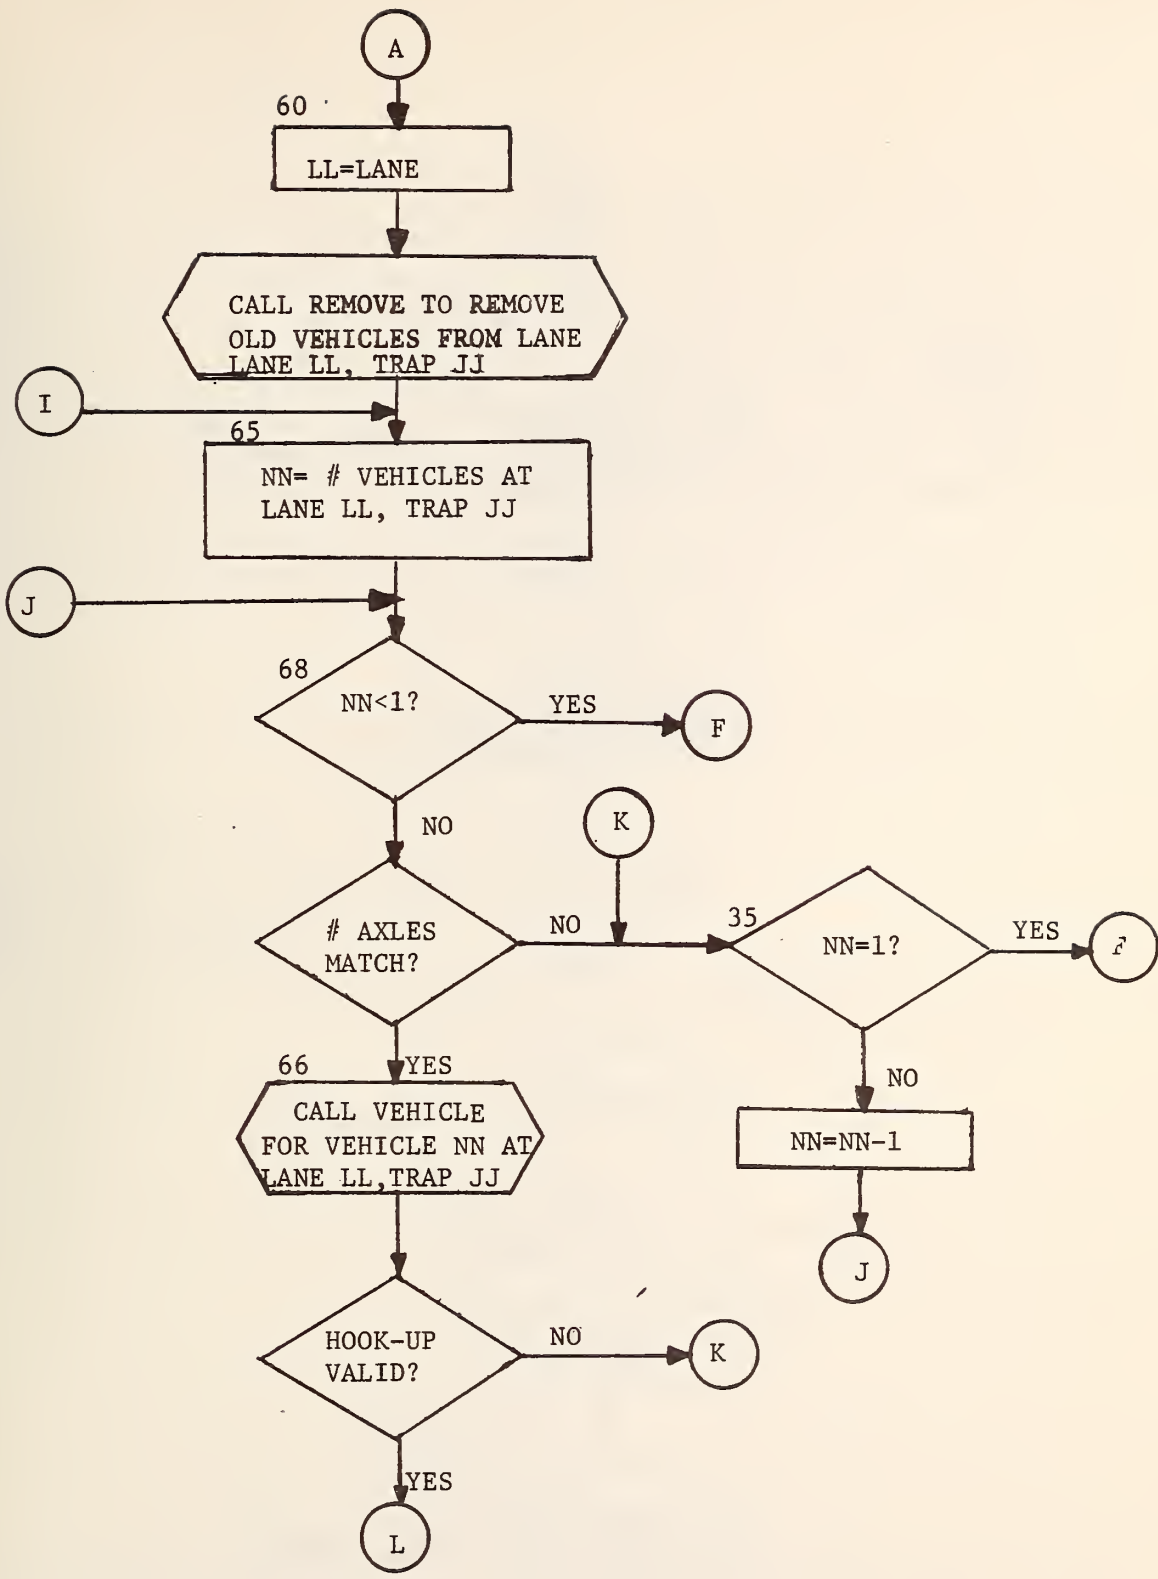 A
60
LL=LANE
CALL REMOVE TO REMOVE
OLD VEHICLES FROM LANE
LANE LL, TRAP JJ
I
65
NN= # VEHICLES AT
LANE LL, TRAP JJ
J
68
NN<1?
YES
F
NO
K
# AXLES
MATCH?
NO
35
NN=1?
YES
F
66
YES
NO
CALL VEHICLE
FOR VEHICLE NN AT
LANE LL,TRAP JJ
NN=NN-1
J
HOOK-UP
VALID?
NO
K
YES
L